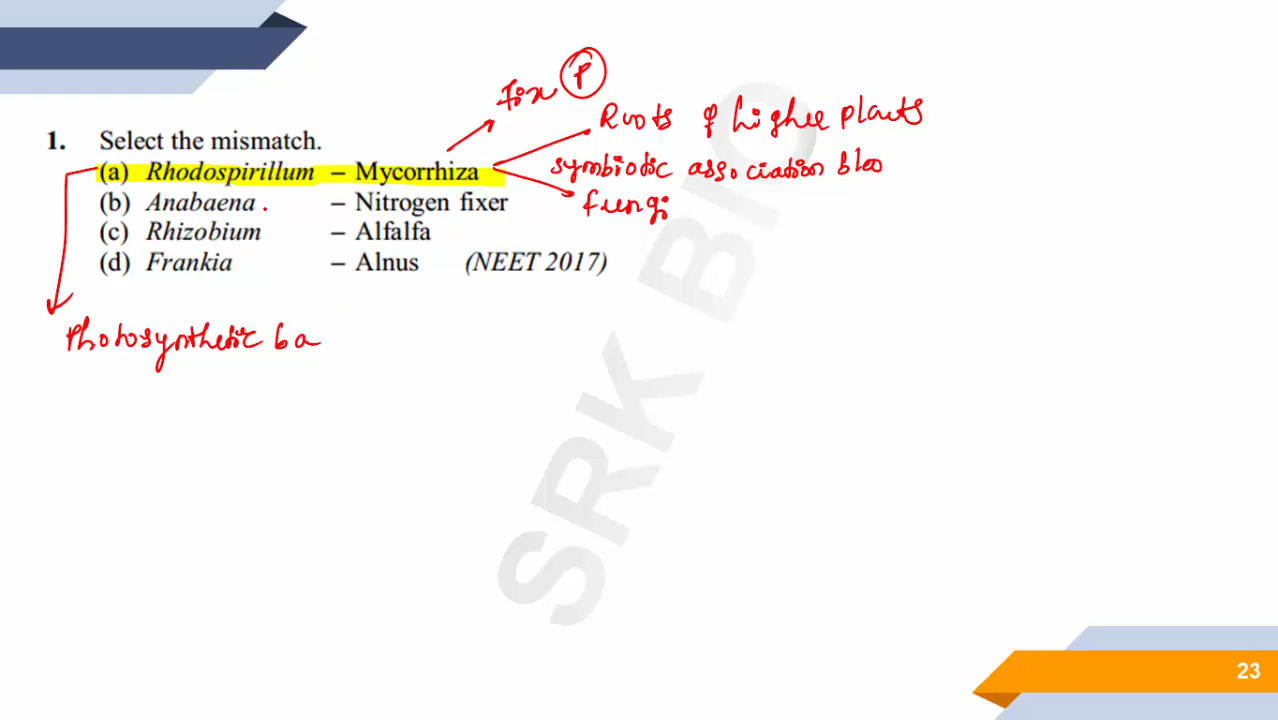 fix P
Roots of higher plants
1. Select the mismatch.
(a) Rhodospirillum – Mycorrhiza
symbiotic association b/w
(b) Anabaena . – Nitrogen fixer
fungi
(c) Rhizobium – Alfalfa
(d) Frankia – Alnus (NEET 2017)
Photosynthetic ba
SRK BIO
23